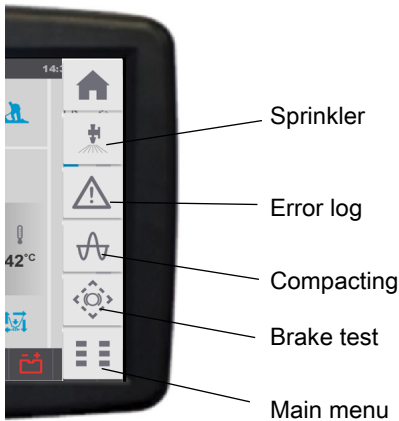 14:
Sprinkler
Error log
42°C
Compacting
Brake test
Main menu